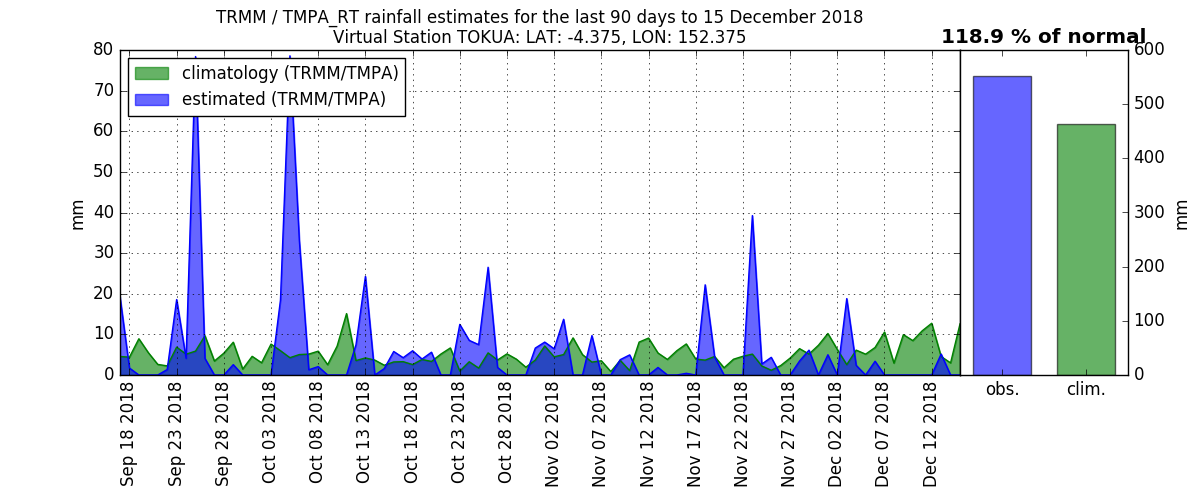 TRMM / TMPA_RT rainfall estimates for the last 90 days to 15 December 2018
Virtual Station TOKUA: LAT: -4.375, LON: 152.375
118.9 % of normal
climatology (TRMM/TMPA)
estimated (TRMM/TMPA)
mm
80
70
60
50
40
30
20
10
0
Sep 18 2018
Sep 23 2018
Sep 28 2018
Oct 03 2018
Oct 08 2018
Oct 13 2018
Oct 18 2018
Oct 23 2018
Oct 28 2018
Nov 02 2018
Nov 07 2018
Nov 12 2018
Nov 17 2018
Nov 22 2018
Nov 27 2018
Dec 02 2018
Dec 07 2018
Dec 12 2018
obs.
clim.
600
500
400
300
200
100
0
mm